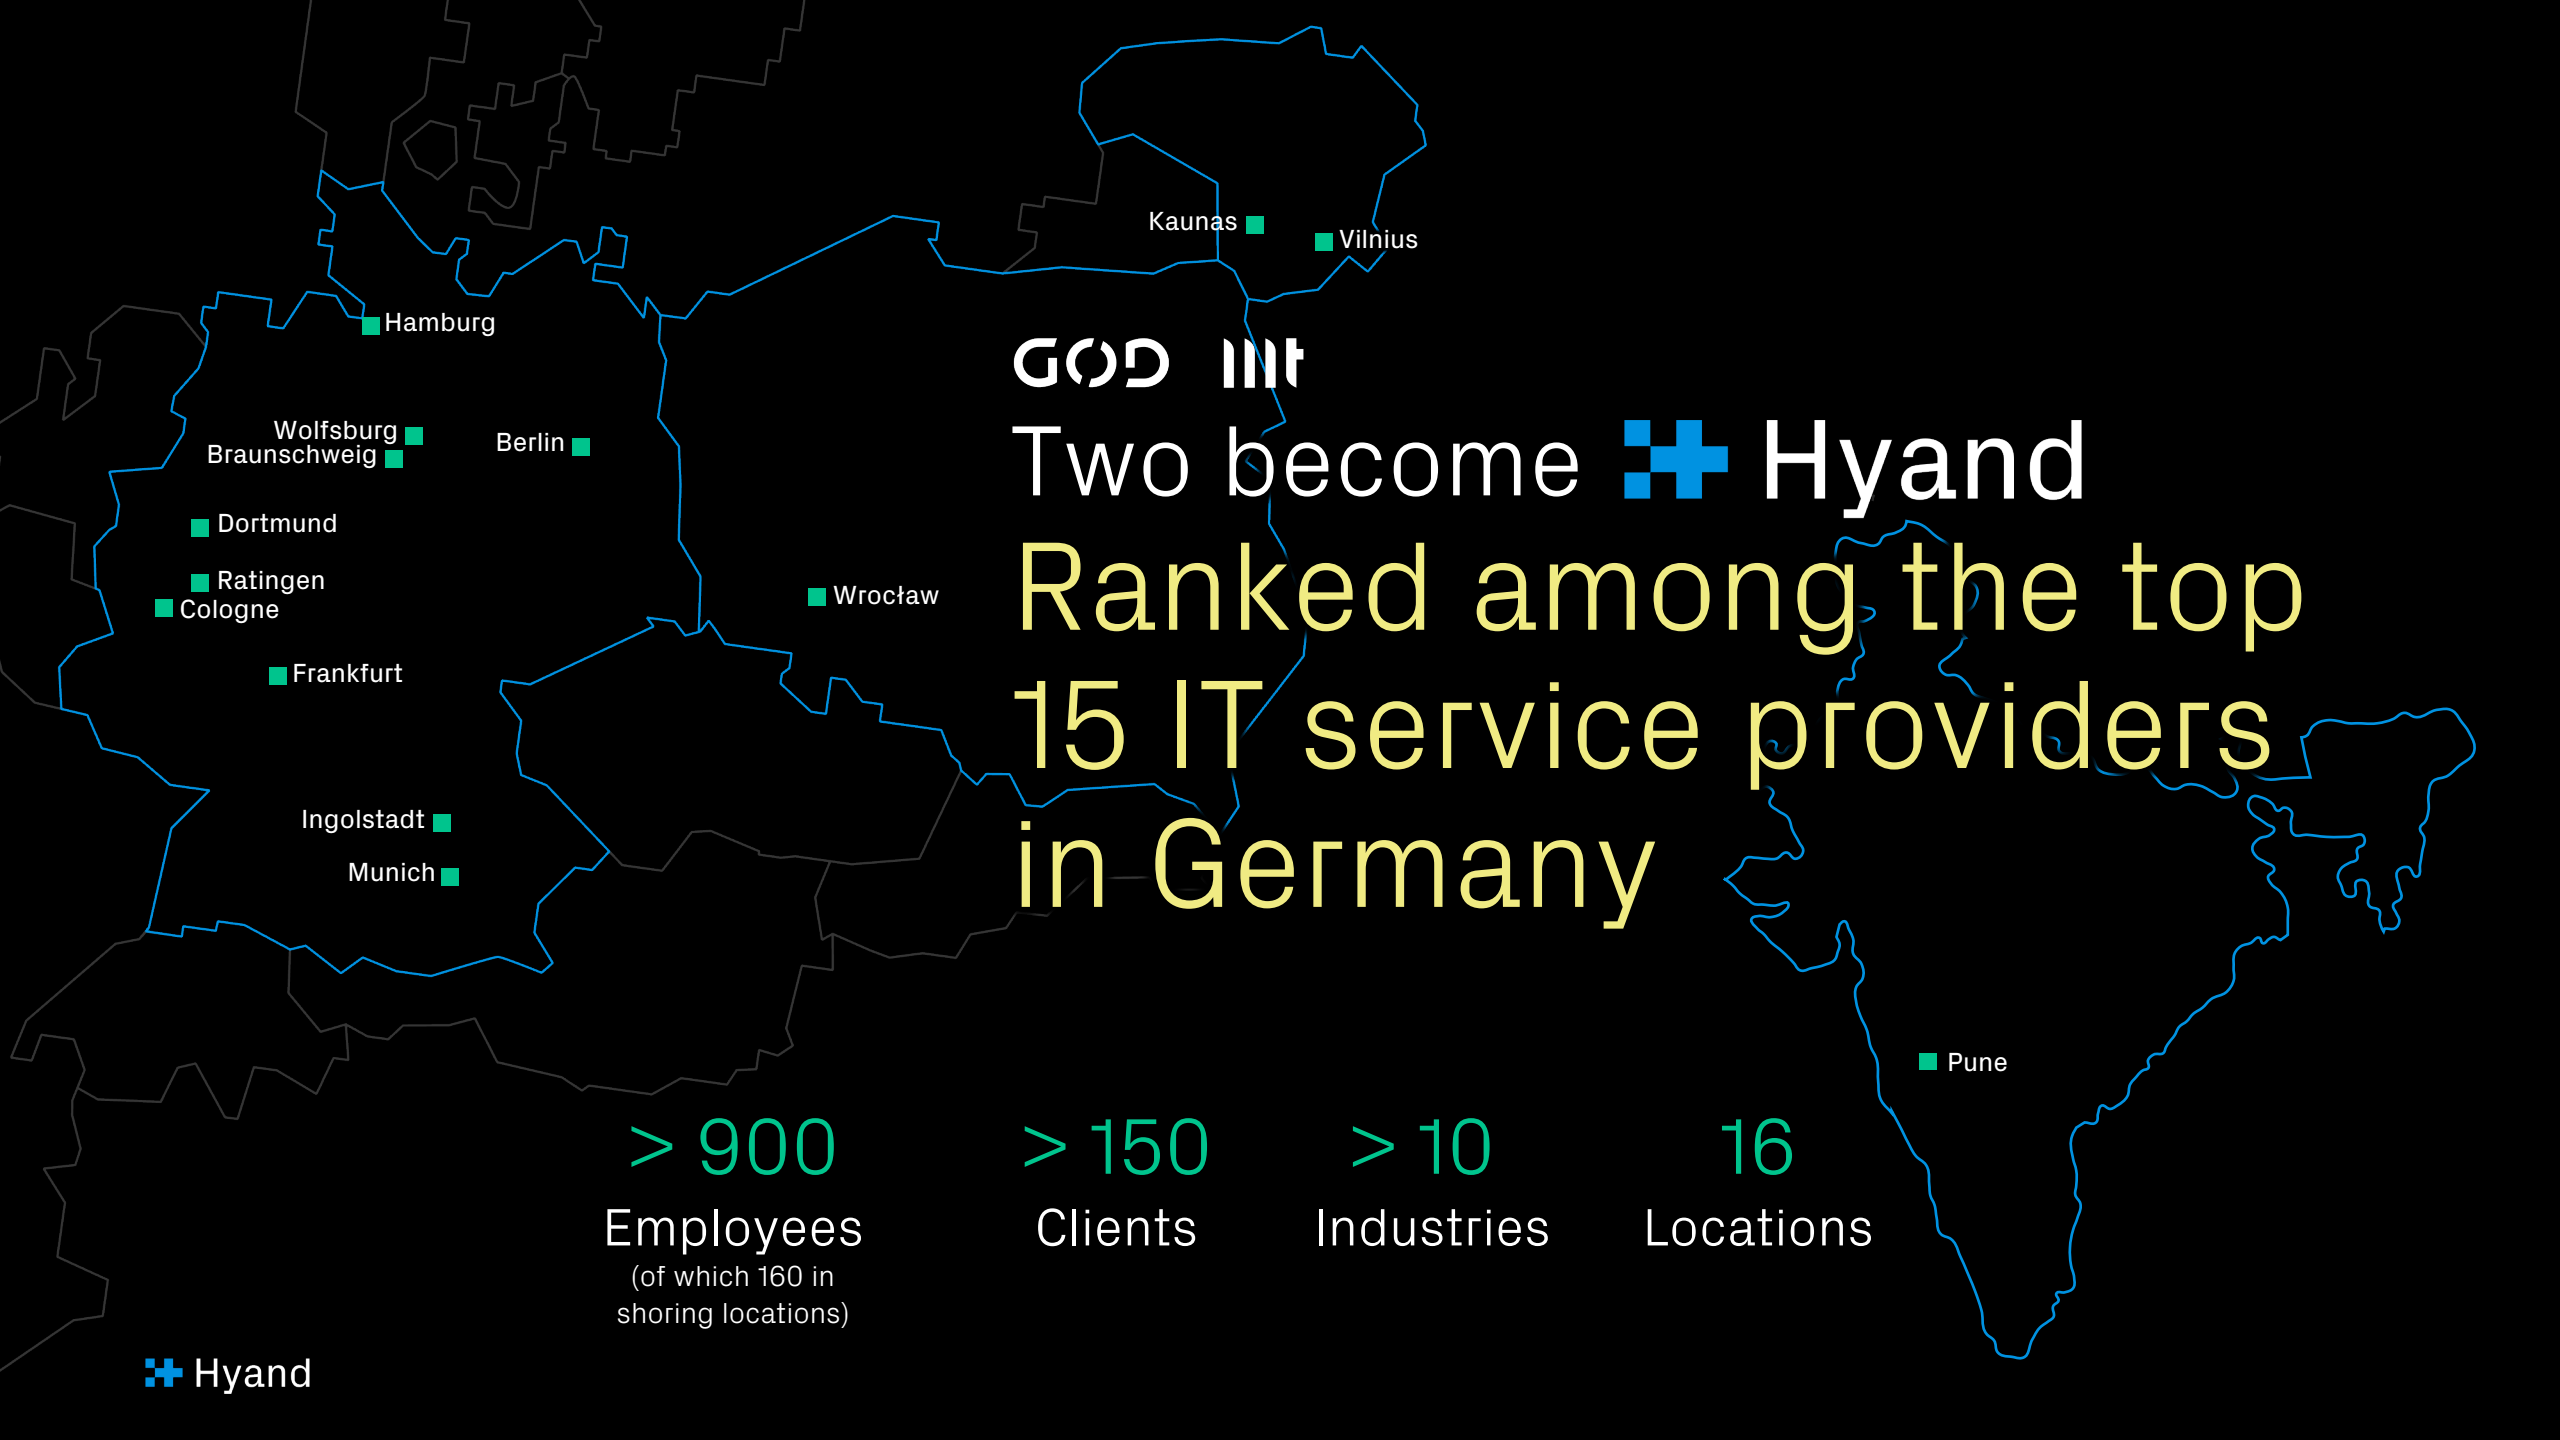 Kaunas
Vilnius
Hamburg
Wolfsburg
Braunschweig
Berlin
Dortmund
Ratingen
Cologne
Wrocław
Frankfurt
Ingolstadt
Munich
GOD
Two become Hyand
Ranked among the top
15 IT service providers
in Germany
Pune
> 900
Employees
(of which 160 in
shoring locations)
> 150
Clients
> 10
Industries
16
Locations
Hyand